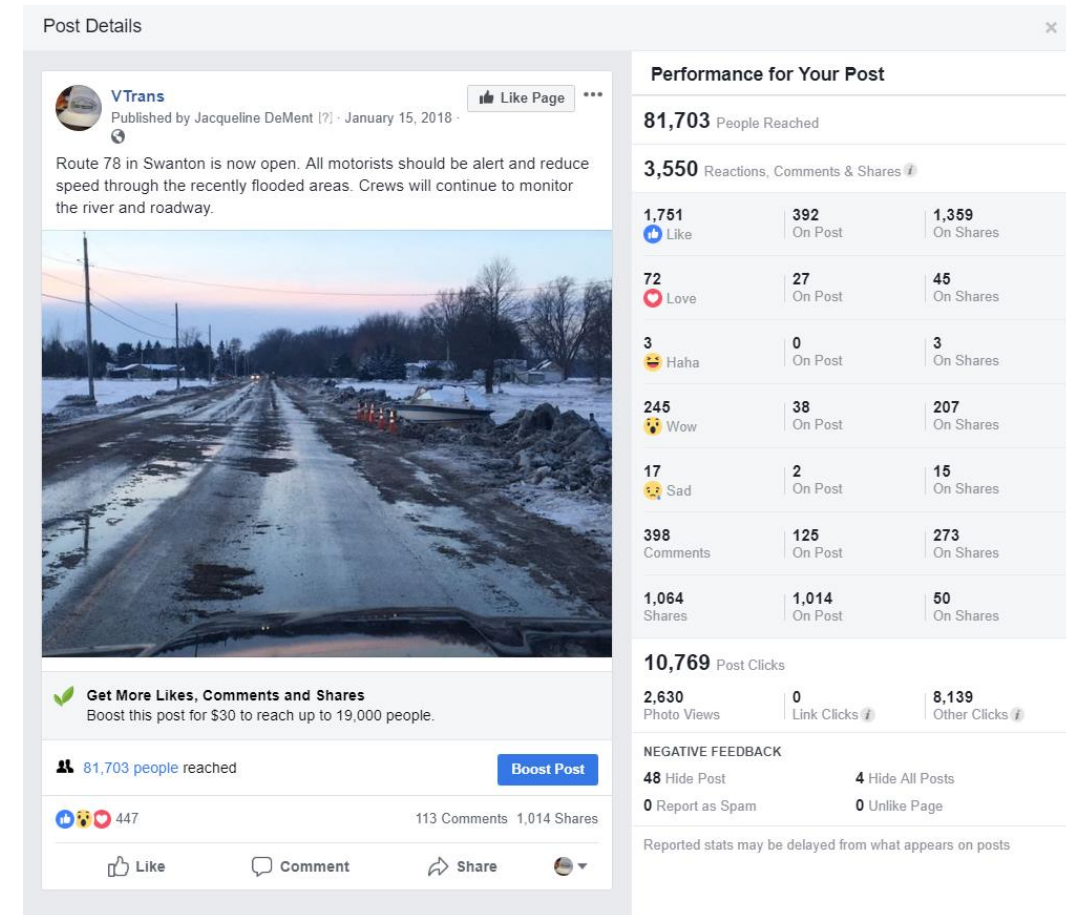 Post Details
×
VTrans
Like Page
Published by Jacqueline DeMent [?] · January 15, 2018 ·
Route 78 in Swanton is now open. All motorists should be alert and reduce
speed through the recently flooded areas. Crews will continue to monitor
the river and roadway.
Get More Likes, Comments and Shares
Boost this post for $30 to reach up to 19,000 people.
81,703 people reached
Boost Post
447
113 Comments 1,014 Shares
Like Comment Share
Performance for Your Post
81,703 People Reached
3,550 Reactions, Comments & Shares i
1,751 392 1,359
Like On Post On Shares
72 27 45
Love On Post On Shares
3 0 3
Haha On Post On Shares
245 38 207
Wow On Post On Shares
17 2 15
Sad On Post On Shares
398 125 273
Comments On Post On Shares
1,064 1,014 50
Shares On Post On Shares
10,769 Post Clicks
2,630 0 8,139
Photo Views Link Clicks i Other Clicks i
NEGATIVE FEEDBACK
48 Hide Post 4 Hide All Posts
0 Report as Spam 0 Unlike Page
Reported stats may be delayed from what appears on posts